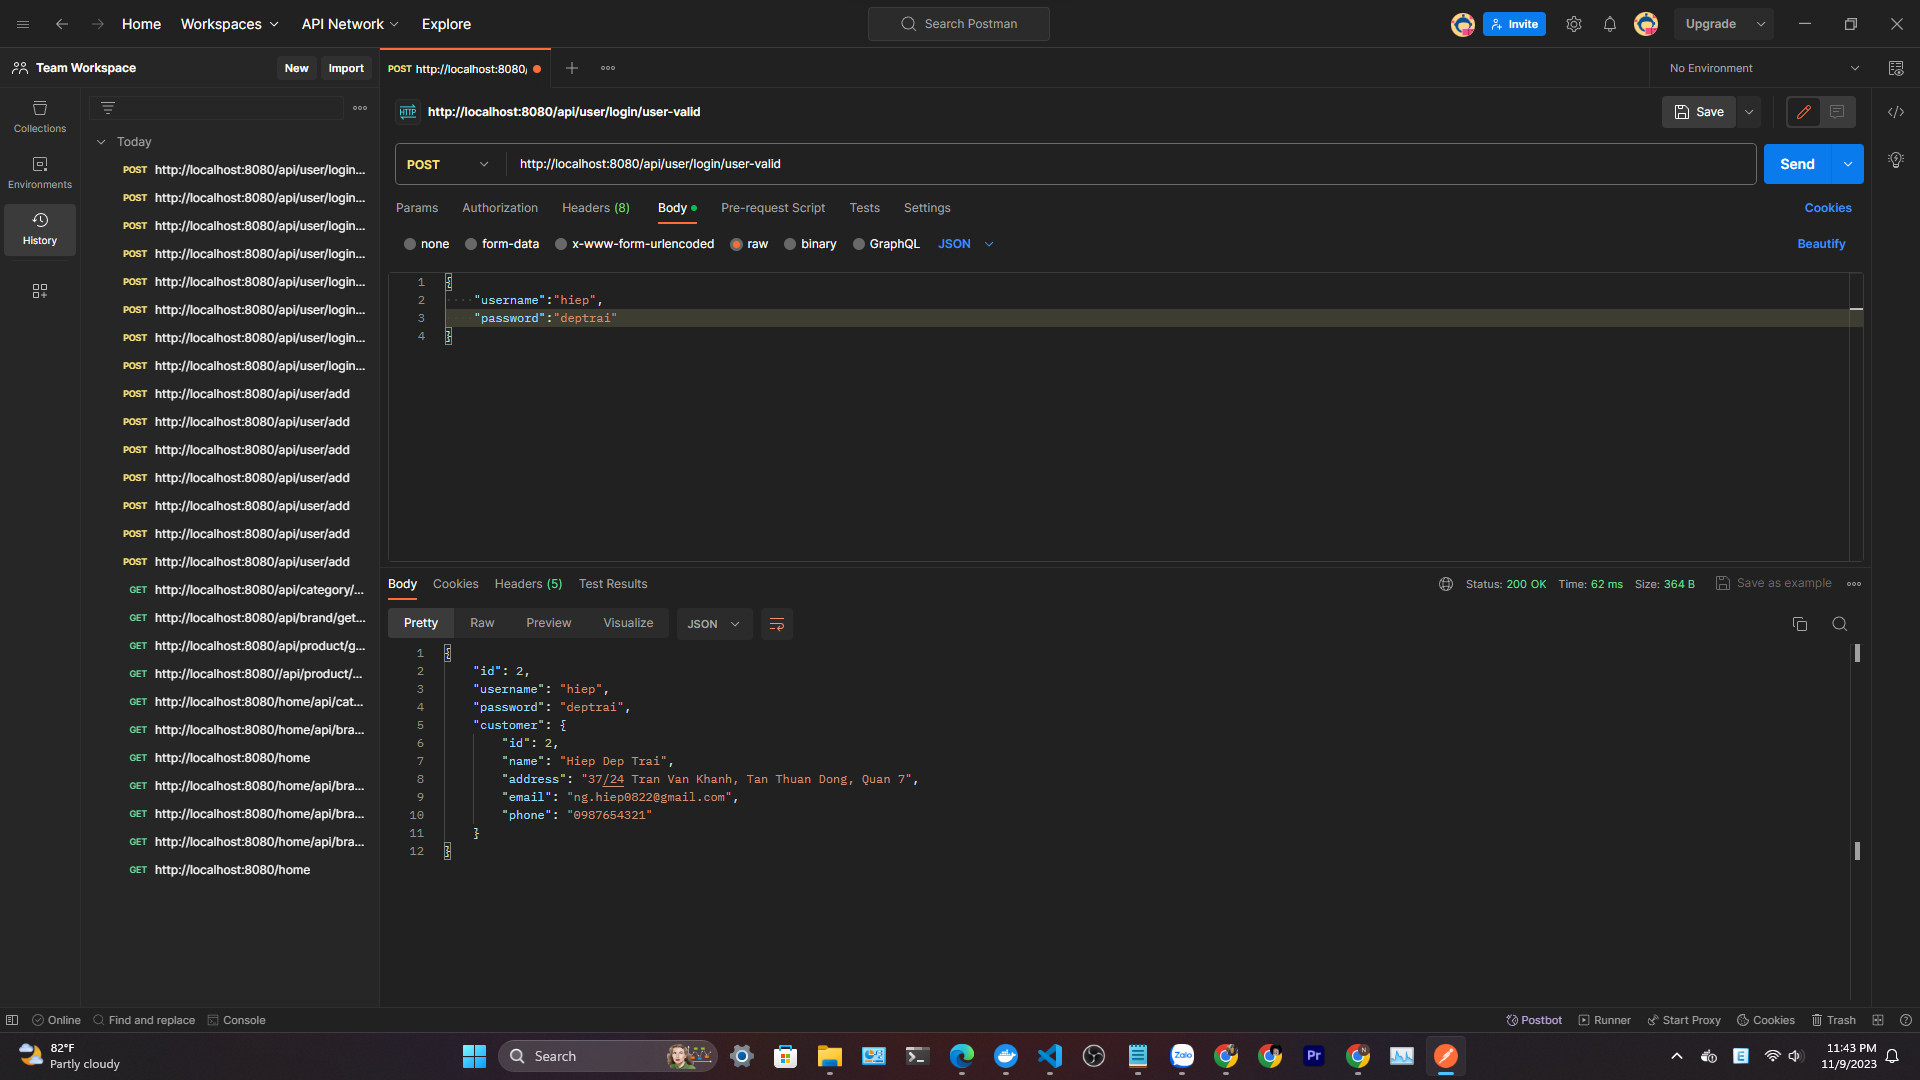 Home Workspaces API Network Explore Search Postman Invite Upgrade
Team Workspace New Import POST http://localhost:8080/ No Environment
Collections
Environments
History
Today
POST http://localhost:8080/api/user/login...
POST http://localhost:8080/api/user/login...
POST http://localhost:8080/api/user/login...
POST http://localhost:8080/api/user/login...
POST http://localhost:8080/api/user/login...
POST http://localhost:8080/api/user/login...
POST http://localhost:8080/api/user/login...
POST http://localhost:8080/api/user/login...
POST http://localhost:8080/api/user/add
POST http://localhost:8080/api/user/add
POST http://localhost:8080/api/user/add
POST http://localhost:8080/api/user/add
POST http://localhost:8080/api/user/add
POST http://localhost:8080/api/user/add
POST http://localhost:8080/api/user/add
GET http://localhost:8080/api/category/...
GET http://localhost:8080/api/brand/get...
GET http://localhost:8080/api/product/g...
GET http://localhost:8080//api/product/...
GET http://localhost:8080/home/api/cat...
GET http://localhost:8080/home/api/bra...
GET http://localhost:8080/home
GET http://localhost:8080/home/api/bra...
GET http://localhost:8080/home/api/bra...
GET http://localhost:8080/home/api/bra...
GET http://localhost:8080/home
HTTP http://localhost:8080/api/user/login/user-valid Save
POST http://localhost:8080/api/user/login/user-valid Send
Params Authorization Headers (8) Body Pre-request Script Tests Settings Cookies
none form-data x-www-form-urlencoded raw binary GraphQL JSON Beautify
1 {
2 "username":"hiep",
3 "password":"deptrai"
4 }
Body Cookies Headers (5) Test Results Status: 200 OK Time: 62 ms Size: 364 B Save as example
Pretty Raw Preview Visualize JSON
1 {
2 "id": 2,
3 "username": "hiep",
4 "password": "deptrai",
5 "customer": {
6 "id": 2,
7 "name": "Hiep Dep Trai",
8 "address": "37/24 Tran Van Khanh, Tan Thuan Dong, Quan 7",
9 "email": "ng.hiep0822@gmail.com",
10 "phone": "0987654321"
11 }
12 }
Online Find and replace Console Postbot Runner Start Proxy Cookies Trash
82°F
Partly cloudy
Search
Zalo
Pr
E
11:43 PM
11/9/2023